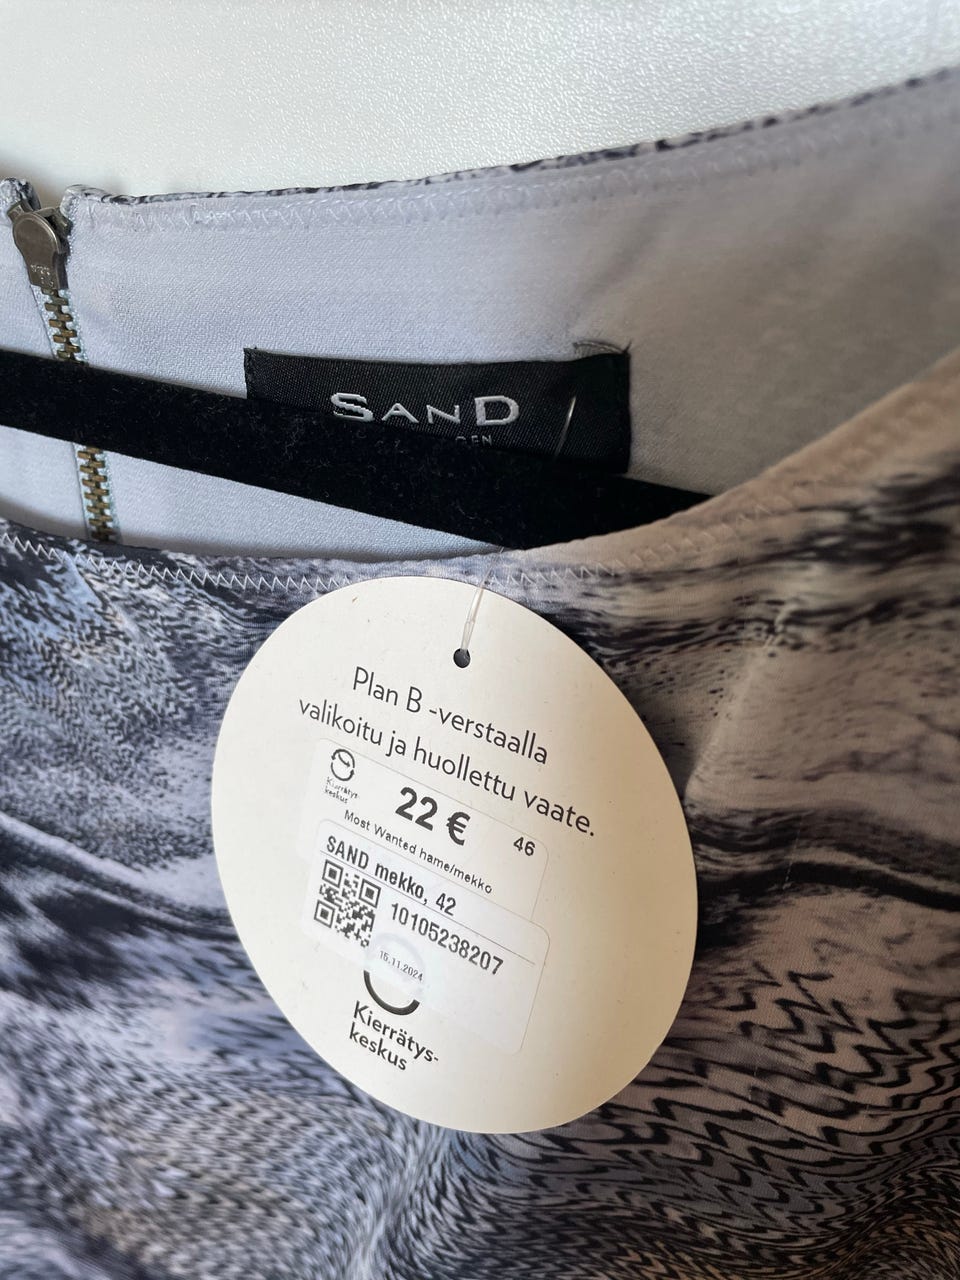 SAND
Plan B -verstaalla
valikoitu ja huollettu vaate.
Kierrätys-
keskus
22 €
46
Most Wanted hame/mekko
SAND mekko, 42
10105238207
15.11.2024
Kierrätys-
keskus